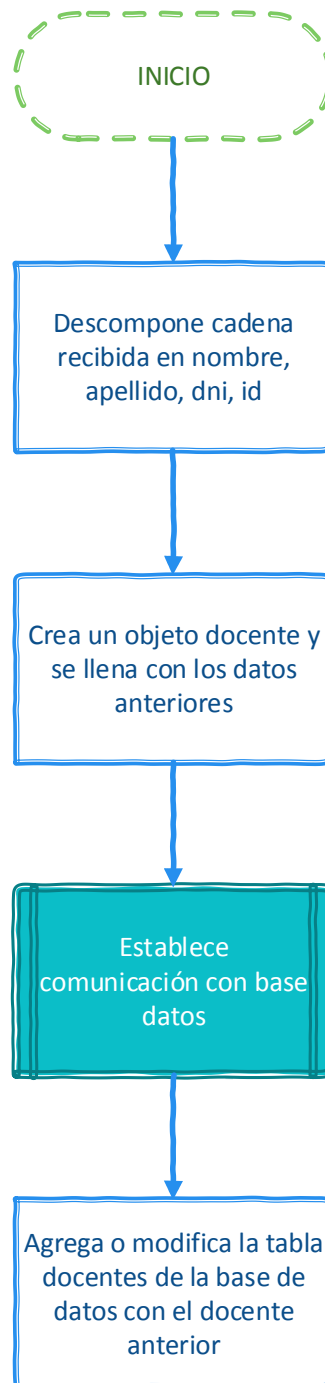 INICIO
Descompone cadena
recibida en nombre,
apellido, dni, id
Crea un objeto docente y
se llena con los datos
anteriores
Establece
comunicación con base
datos
Agrega o modifica la tabla
docentes de la base de
datos con el docente
anterior